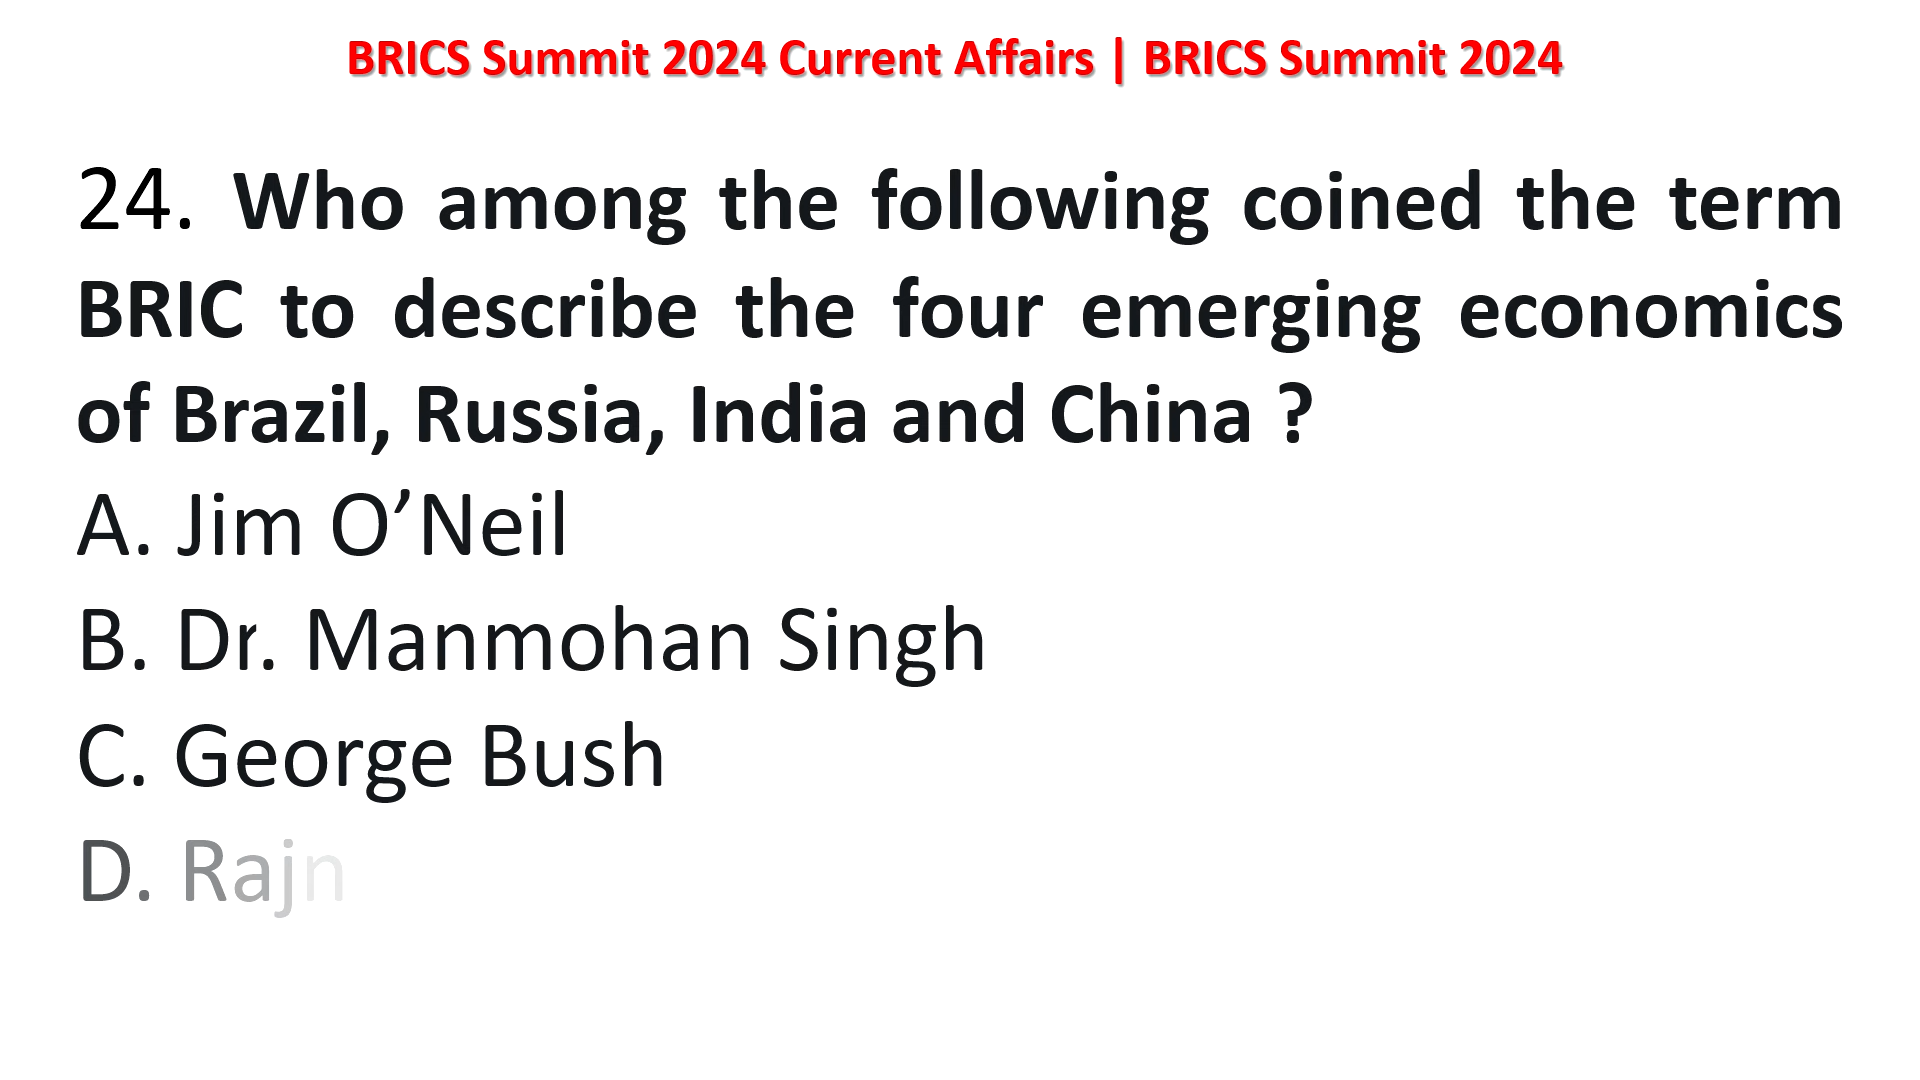 BRICS Summit 2024 Current Affairs | BRICS Summit 2024
24. Who among the following coined the term
BRIC to describe the four emerging economics
of Brazil, Russia, India and China ?
A. Jim O’Neil
B. Dr. Manmohan Singh
C. George Bush
D. Rajn